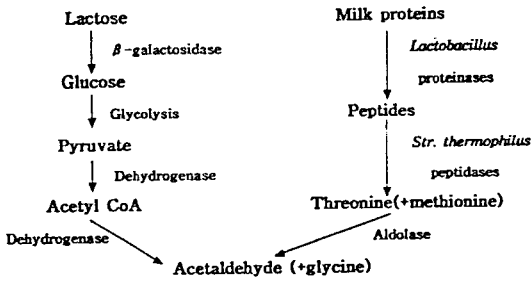 Lactose
β-galactosidase
Glucose
Glycolysis
Pyruvate
Dehydrogenase
Acetyl CoA
Dehydrogenase
Milk proteins
Lactobacillus
proteinases
Peptides
Str. thermophilus
peptidases
Threonine(+methionine)
Aldolase
Acetaldehyde (+glycine)